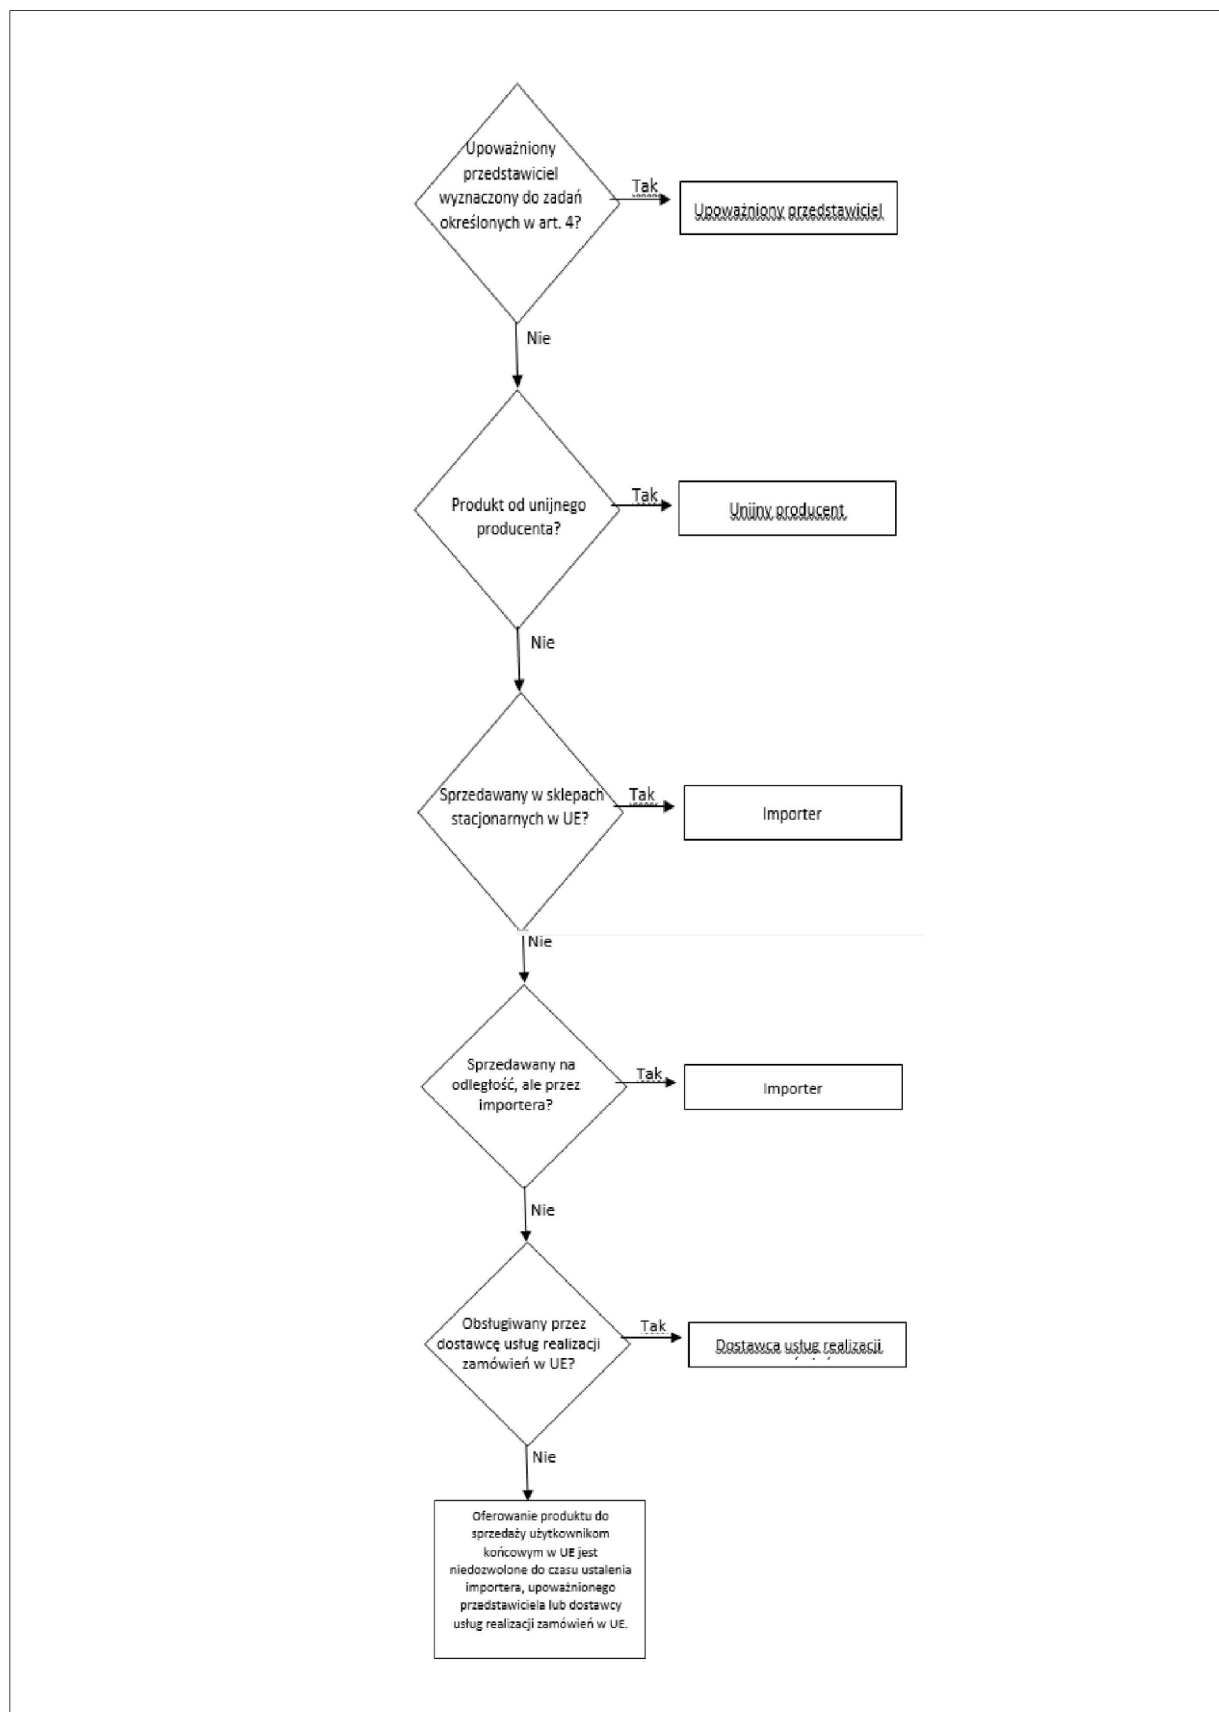 Upoważniony
przedstawiciel
wyznaczony do zadań
określonych w art. 4?
Tak
Upoważniony przedstawiciel
Nie
Produkt od unijnego
producenta?
Tak
Unijny producent
Nie
Sprzedawany w sklepach
stacjonarnych w UE?
Tak
Importer
Nie
Sprzedawany na
odległość, ale przez
importera?
Tak
Importer
Nie
Obsługiwany przez
dostawcę usług realizacji
zamówień w UE?
Tak
Dostawca usług realizacji
Nie
Oferowanie produktu do
sprzedaży użytkownikom
końcowym w UE jest
niedozwolone do czasu ustalenia
importera, upoważnionego
przedstawiciela lub dostawcy
usług realizacji zamówień w UE.